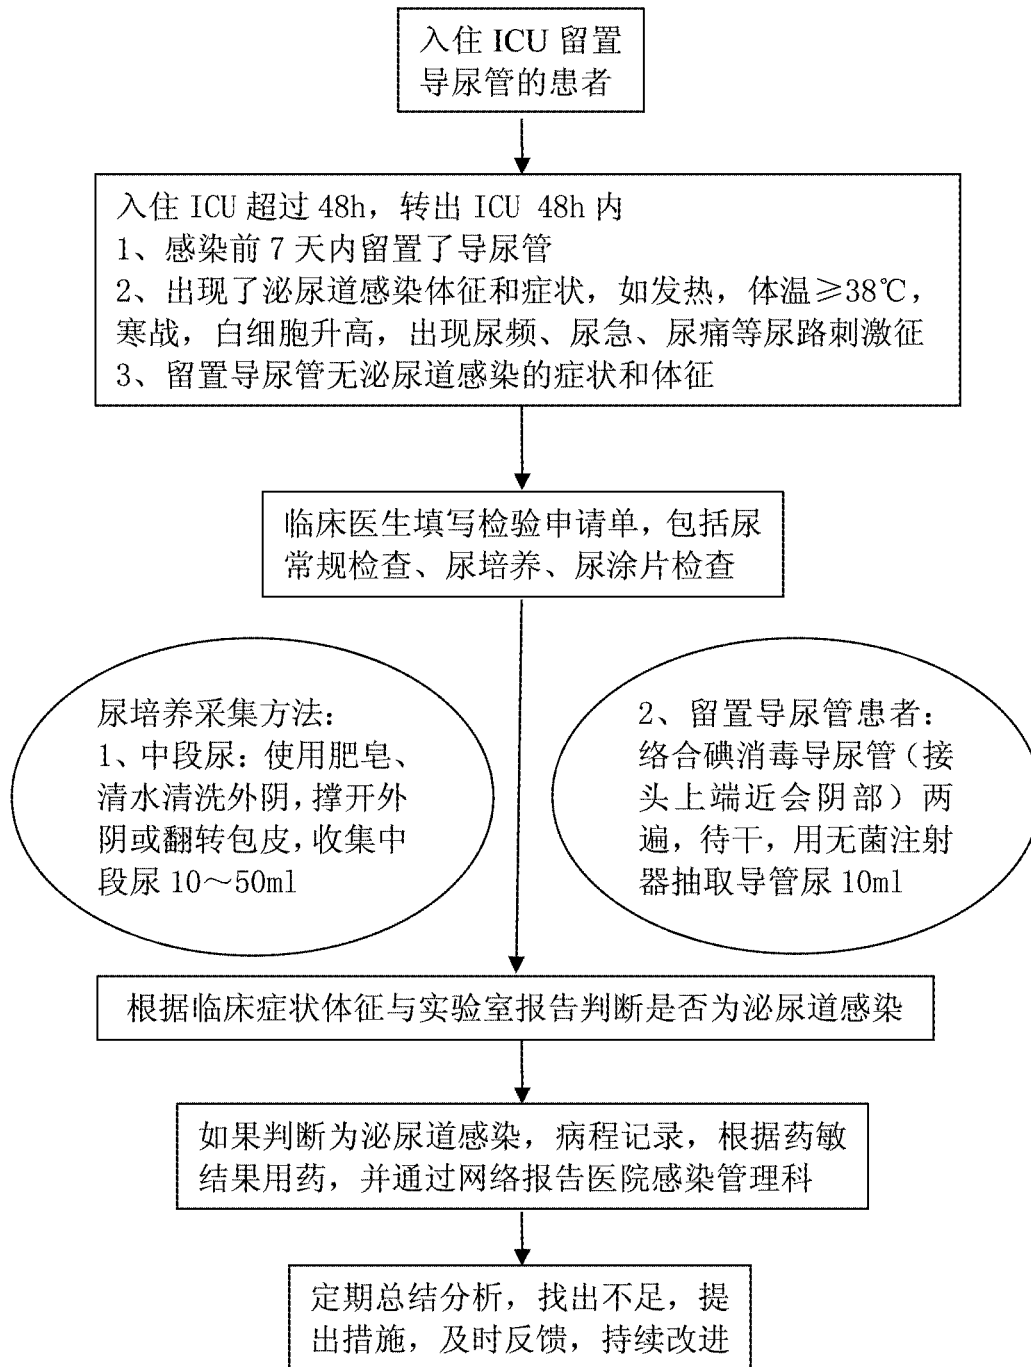 入住 ICU 留置
导尿管的患者
入住 ICU 超过 48h，转出 ICU 48h 内
1、感染前 7 天内留置了导尿管
2、出现了泌尿道感染体征和症状，如发热，体温≥38℃，
寒战，白细胞升高，出现尿频、尿急、尿痛等尿路刺激征
3、留置导尿管无泌尿道感染的症状和体征
临床医生填写检验申请单，包括尿
常规检查、尿培养、尿涂片检查
尿培养采集方法：
1、中段尿：使用肥皂、
清水清洗外阴，撑开外
阴或翻转包皮，收集中
段尿 10～50ml
2、留置导尿管患者：
络合碘消毒导尿管（接
头上端近会阴部）两
遍，待干，用无菌注射
器抽取导管尿 10ml
根据临床症状体征与实验室报告判断是否为泌尿道感染
如果判断为泌尿道感染，病程记录，根据药敏
结果用药，并通过网络报告医院感染管理科
定期总结分析，找出不足，提
出措施，及时反馈，持续改进